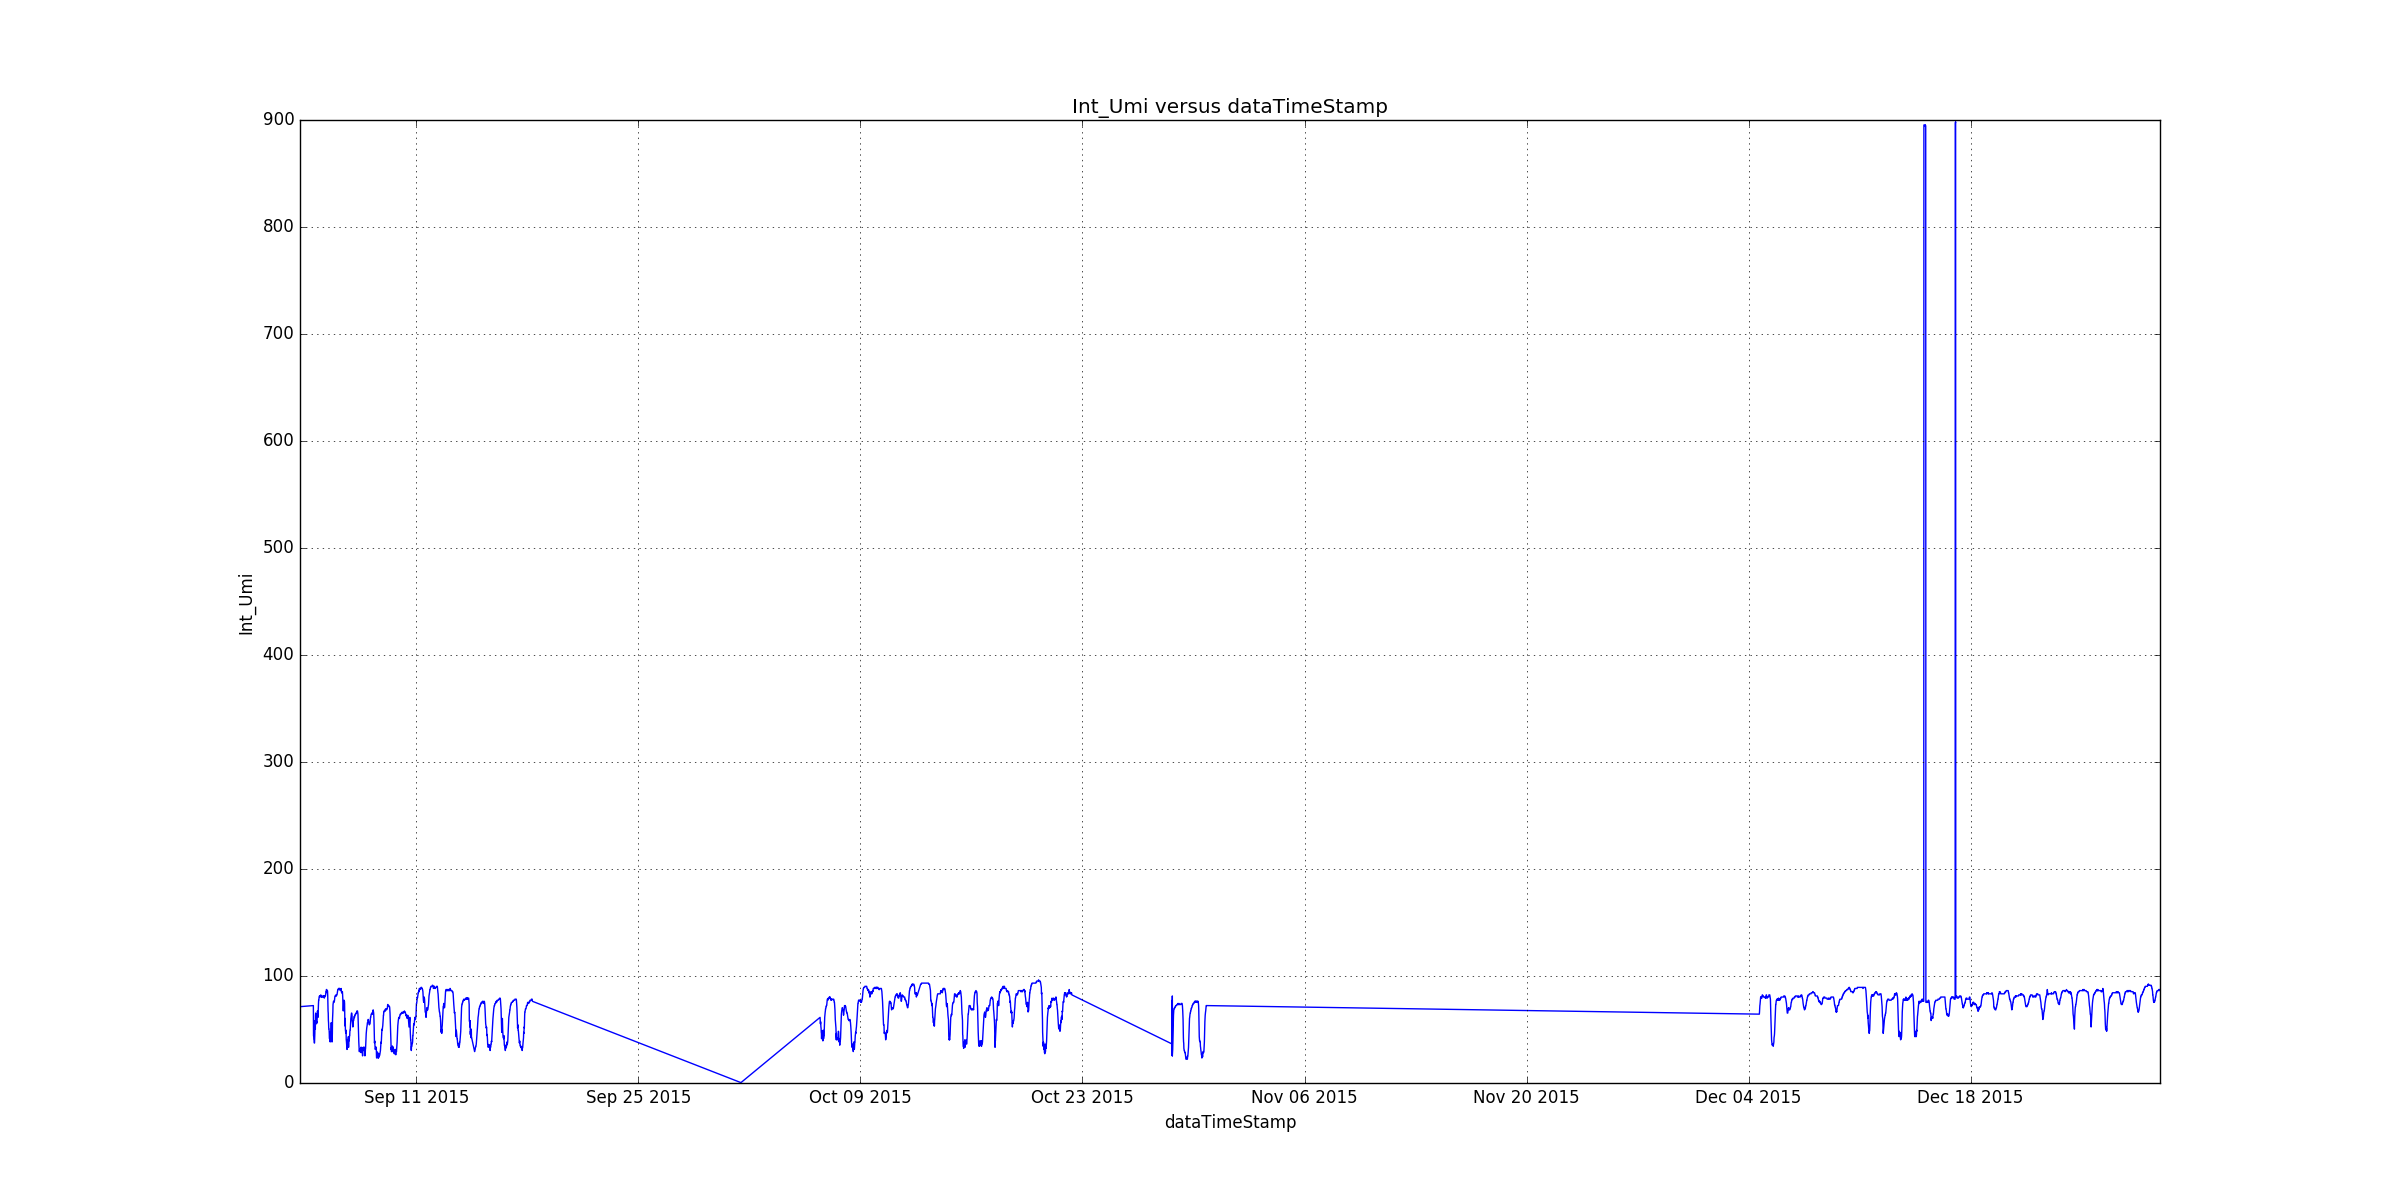 Int_Umi versus dataTimeStamp
900
800
700
600
500
400
300
200
100
0
Int_Umi
Sep 11 2015
Sep 25 2015
Oct 09 2015
Oct 23 2015
Nov 06 2015
Nov 20 2015
Dec 04 2015
Dec 18 2015
dataTimeStamp